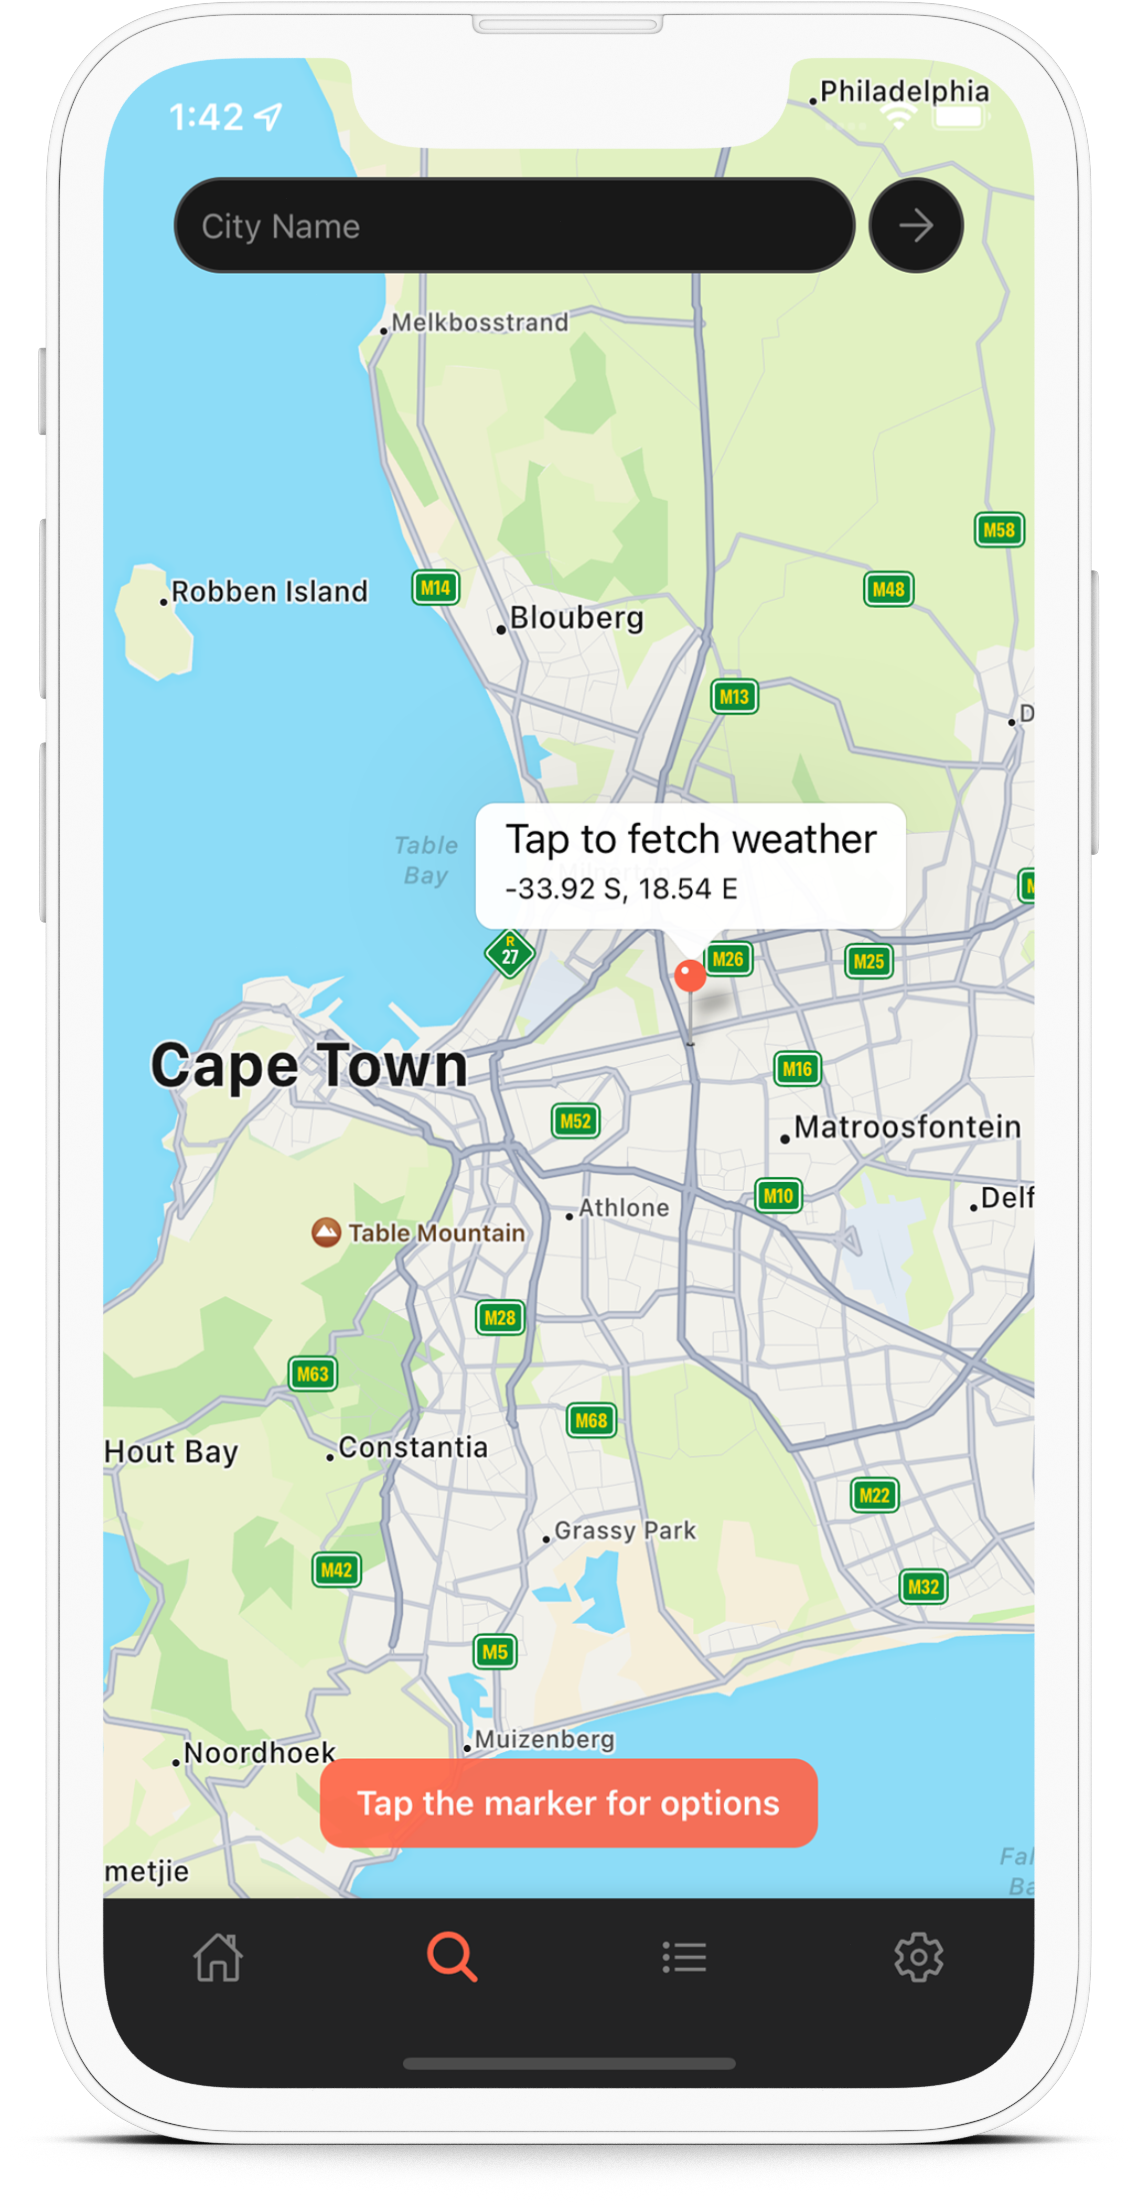 Philadelphia
1:42
City Name
Melkbosstrand
M58
M14
M48
Robben Island
Blouberg
M13
D
Table
Bay
Tap to fetch weather
-33.92 S, 18.54 E
R
27
M26
M25
Cape Town
M16
M52
Matroosfontein
M10
Delf
Athlone
Table Mountain
M28
M63
M68
Hout Bay
Constantia
M22
Grassy Park
M42
M32
M5
Muizenberg
Noordhoek
Tap the marker for options
metjie
Fal
Ba